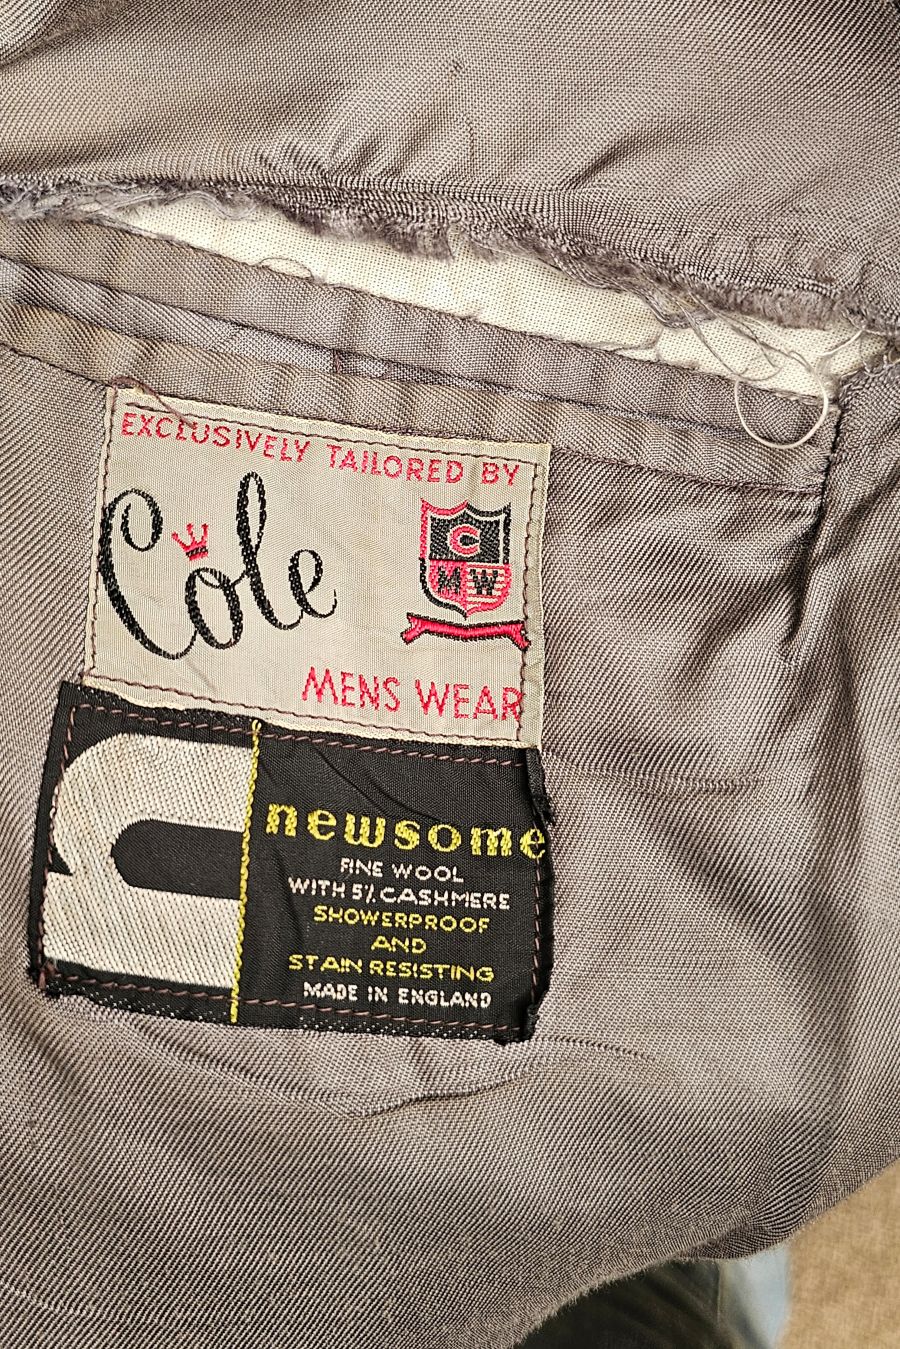 EXCLUSIVELY TAILORED BY
Cole
C
M W
MENS WEAR
newsome
FINE WOOL
WITH 5% CASHMERE
SHOWERPROOF
AND
STAIN RESISTING
MADE IN ENGLAND